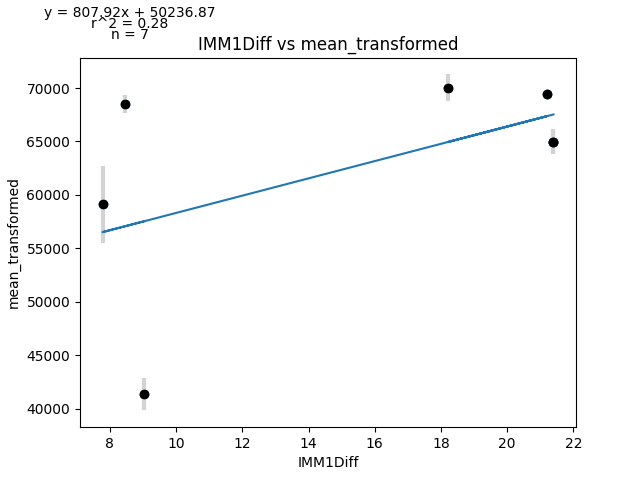 y = 807.92x + 50236.87
r^2 = 0.28
n = 7
IMM1Diff vs mean_transformed
mean_transformed
70000
65000
60000
55000
50000
45000
40000
8 10 12 14 16 18 20 22
IMM1Diff